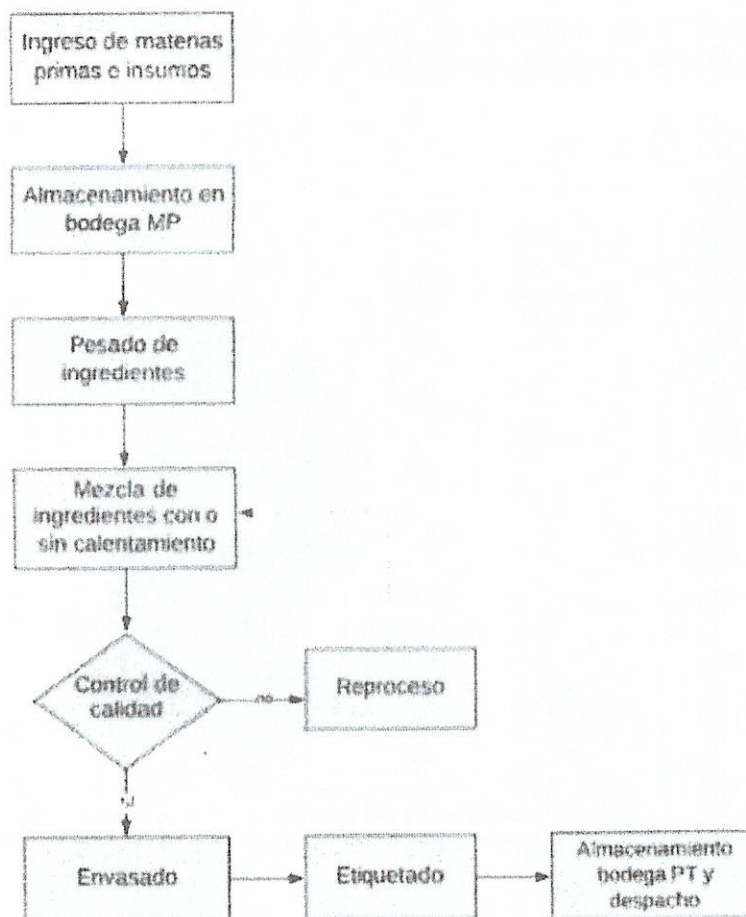 Ingreso de materias
primas e insumos
Almacenamiento en
bodega MP
Pesado de
ingredientes
Mezcla de
ingredientes con o
sin calentamiento
Control de
calidad
no
Reproceso
si
Envasado
Etiquetado
Almacenamiento
bodega PT y
despacho